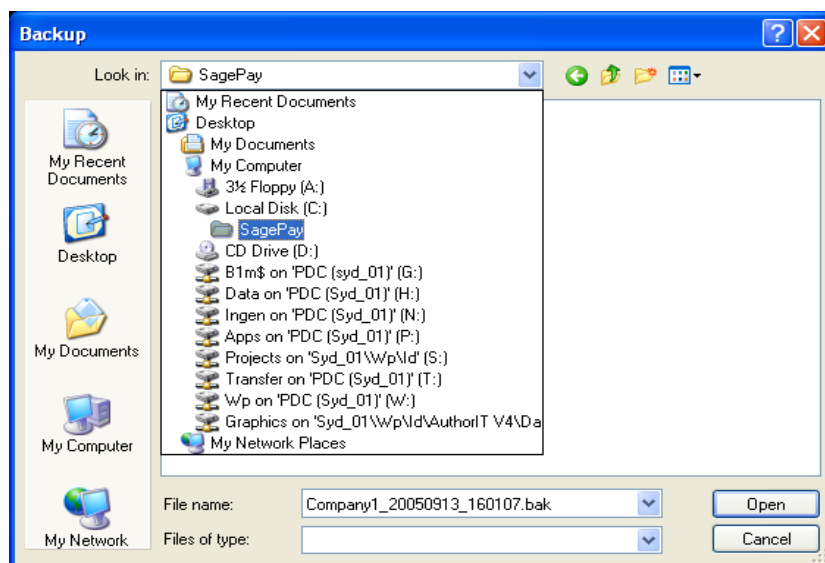 Backup
Look in:
SagePay
My Recent Documents
Desktop
My Documents
My Computer
3½ Floppy (A:)
Local Disk (C:)
SagePay
CD Drive (D:)
B1m$ on 'PDC (syd_01)' (G:)
Data on 'PDC (Syd_01)' (H:)
Ingen on 'PDC (Syd_01)' (N:)
Apps on 'PDC (Syd_01)' (P:)
Projects on 'Syd_01\Wp\Id' (S:)
Transfer on 'PDC (Syd_01)' (T:)
Wp on 'PDC (Syd_01)' (W:)
Graphics on 'Syd_01\Wp\Id\AuthorIT V4\Da
My Network Places
My Recent
Documents
Desktop
My Documents
My Computer
My Network
File name:
Company1_20050913_160107.bak
Open
Files of type:
Cancel